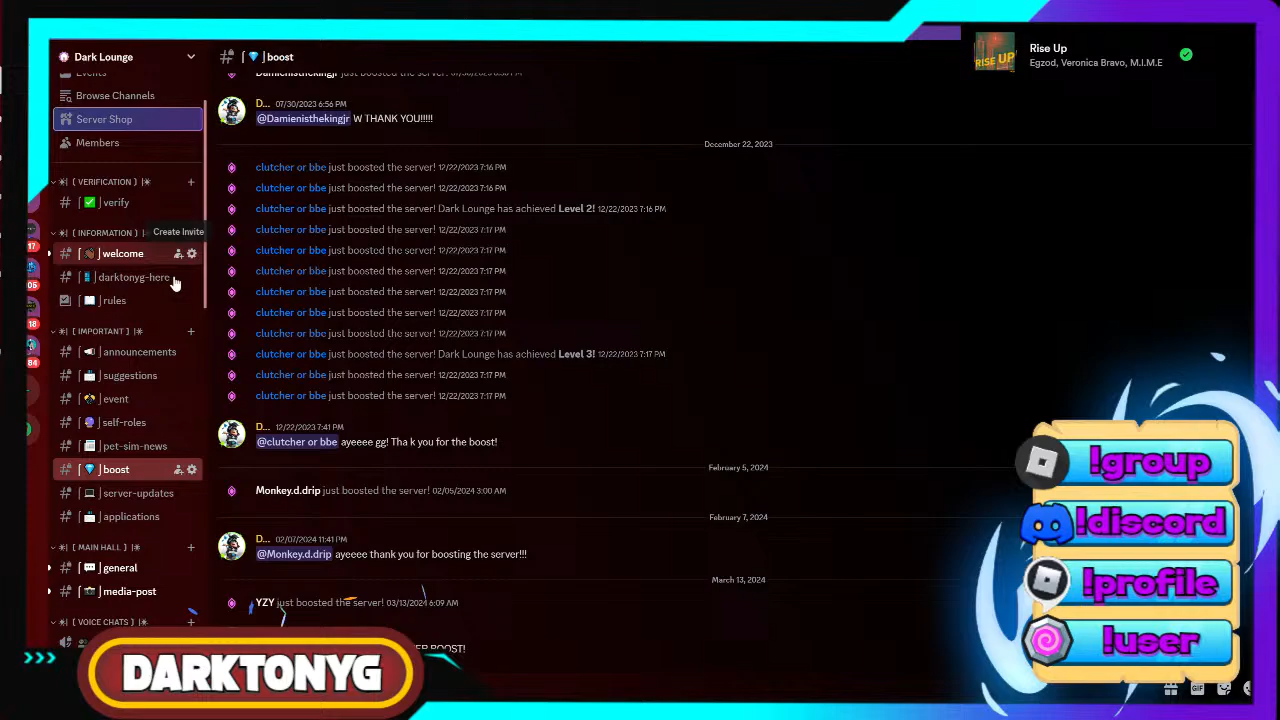 Dark Lounge
Events
Browse Channels
Server Shop
Members
[ VERIFICATION ]
verify
[ INFORMATION ]
Create Invite
welcome
17
darktonyg-here
05
rules
18
[ IMPORTANT ]
announcements
84
suggestions
event
self-roles
pet-sim-news
boost
server-updates
applications
[ MAIN HALL ]
general
media-post
[ VOICE CHATS ]
boost
Damienisthekingjr just boosted the server!
D... 07/30/2023 6:56 PM
@Damienisthekingjr W THANK YOU!!!!!
December 22, 2023
clutcher or bbe just boosted the server! 12/22/2023 7:16 PM
clutcher or bbe just boosted the server! 12/22/2023 7:16 PM
clutcher or bbe just boosted the server! Dark Lounge has achieved Level 2! 12/22/2023 7:16 PM
clutcher or bbe just boosted the server! 12/22/2023 7:17 PM
clutcher or bbe just boosted the server! 12/22/2023 7:17 PM
clutcher or bbe just boosted the server! 12/22/2023 7:17 PM
clutcher or bbe just boosted the server! 12/22/2023 7:17 PM
clutcher or bbe just boosted the server! 12/22/2023 7:17 PM
clutcher or bbe just boosted the server! 12/22/2023 7:17 PM
clutcher or bbe just boosted the server! Dark Lounge has achieved Level 3! 12/22/2023 7:17 PM
clutcher or bbe just boosted the server! 12/22/2023 7:17 PM
clutcher or bbe just boosted the server! 12/22/2023 7:17 PM
D... 12/22/2023 7:41 PM
@clutcher or bbe ayeeee gg! Tha k you for the boost!
February 5, 2024
Monkey.d.drip just boosted the server! 02/05/2024 3:00 AM
February 7, 2024
D... 02/07/2024 11:41 PM
@Monkey.d.drip ayeeee thank you for boosting the server!!!
March 13, 2024
YZY just boosted the server! 03/13/2024 6:09 AM
BOOST!
RISE UP
Rise Up
Egzod, Veronica Bravo, M.I.M.E
!group
!discord
!profile
!user
GIF
DARKTONYG